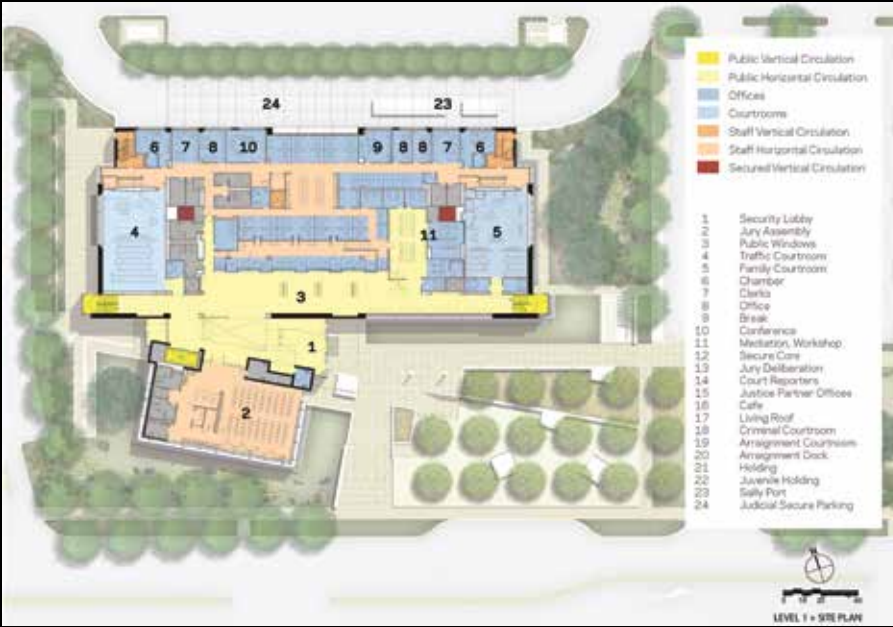 24
23
6
7
8
10
9
8
8
7
6
4
11
5
3
1
2
Public Vertical Circulation
Public Horizontal Circulation
Offices
Courtrooms
Staff Vertical Circulation
Staff Horizontal Circulation
Secured Vertical Circulation
1 Security Lobby
2 Jury Assembly
3 Public Windows
4 Traffic Courtroom
5 Family Courtroom
6 Chamber
7 Clerks
8 Office
9 Break
10 Conference
11 Mediation, Workshop
12 Secure Core
13 Jury Deliberation
14 Court Reporters
15 Justice Partner Offices
16 Cafe
17 Living Roof
18 Criminal Courtroom
19 Arraignment Courtroom
20 Arraignment Dock
21 Holding
22 Juvenile Holding
23 Sally Port
24 Judicial Secure Parking
N
0 10 20 40
LEVEL 1 + SITE PLAN